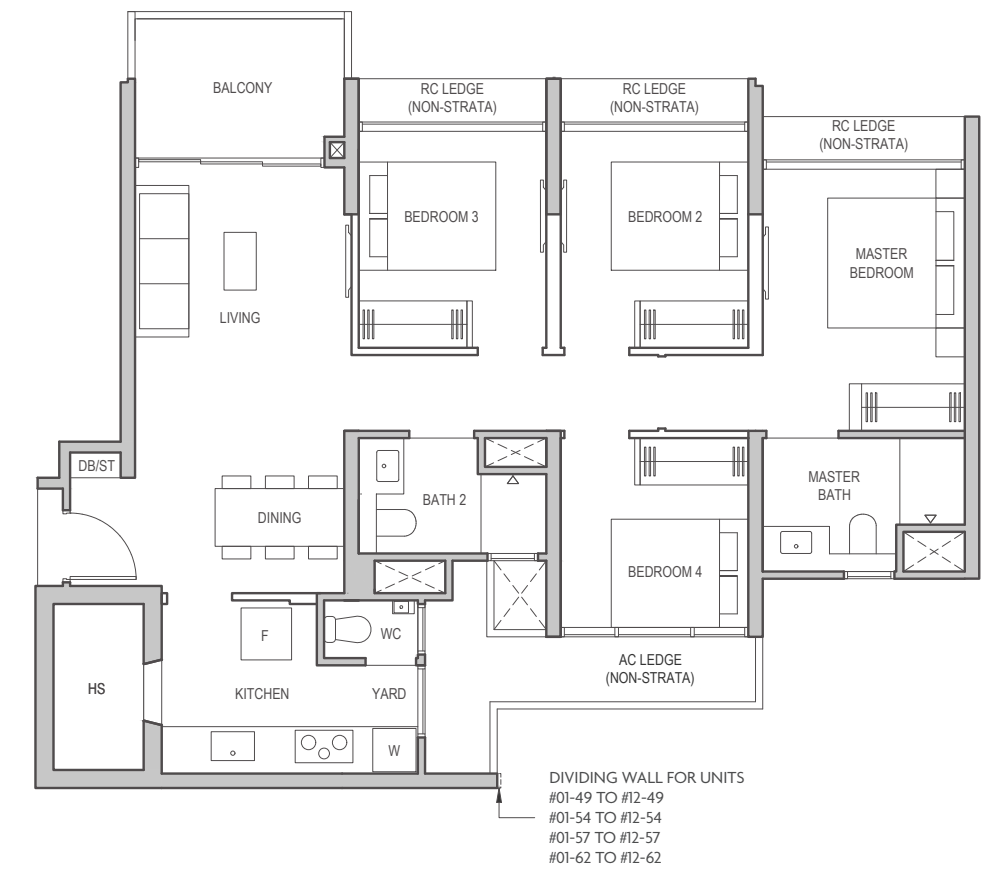 BALCONY
RC LEDGE
(NON-STRATA)
RC LEDGE
(NON-STRATA)
RC LEDGE
(NON-STRATA)
BEDROOM 3
BEDROOM 2
MASTER
BEDROOM
LIVING
DB/ST
DINING
BATH 2
MASTER
BATH
BEDROOM 4
F
WC
HS
KITCHEN
YARD
AC LEDGE
(NON-STRATA)
W
DIVIDING WALL FOR UNITS
#01-49 TO #12-49
#01-54 TO #12-54
#01-57 TO #12-57
#01-62 TO #12-62